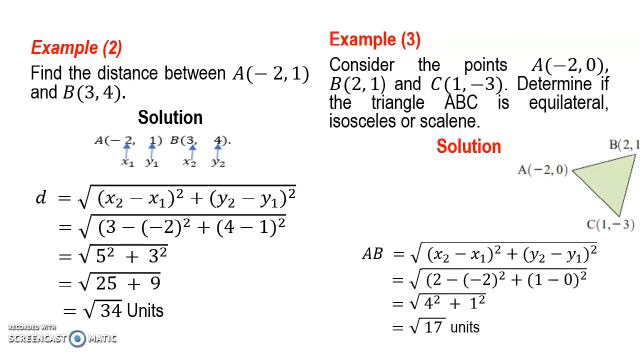 Example (2)
Find the distance between A(− 2, 1)
and B(3, 4).
Solution
A(− 2, 1) B(3, 4).
x₁ y₁ x₂ y₂
d = √(x₂ − x₁)² + (y₂ − y₁)²
= √(3 − (−2)² + (4 − 1)²
= √5² + 3²
= √25 + 9
= √34 Units
RECORDED WITH
SCREENCAST MATIC
Example (3)
Consider the points A(−2, 0),
B(2, 1) and C(1, −3). Determine if
the triangle ABC is equilateral,
isosceles or scalene.
Solution
B(2, 1
A(−2, 0)
C(1, −3)
AB = √(x₂ − x₁)² + (y₂ − y₁)²
= √(2 − (−2)² + (1 − 0)²
= √4² + 1²
= √17 units